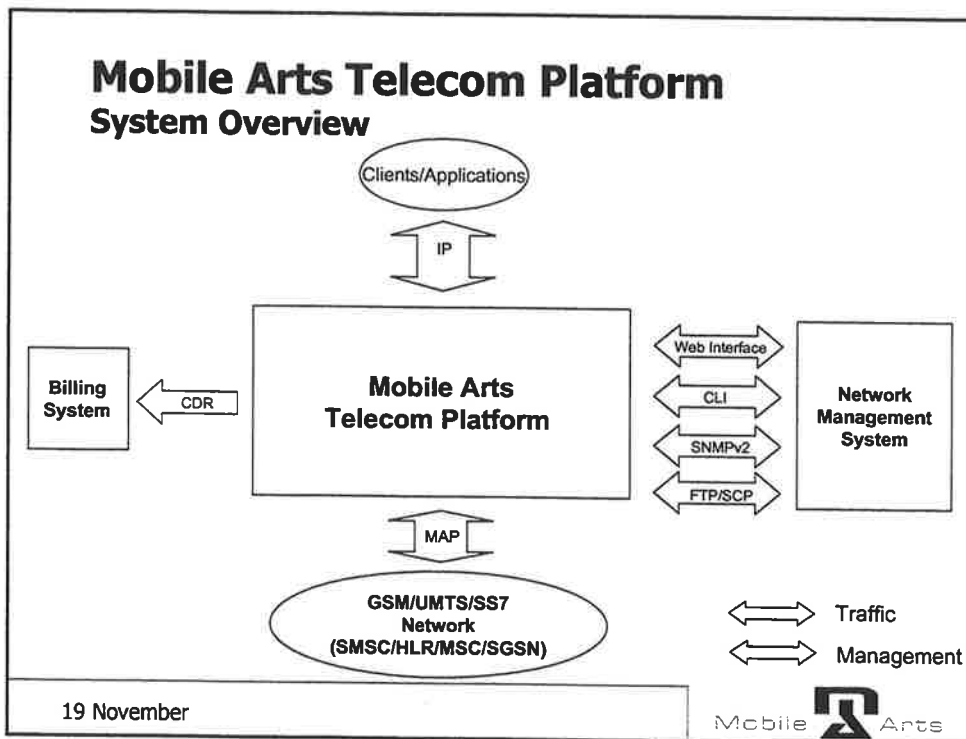 Mobile Arts Telecom Platform
System Overview
Clients/Applications
IP
Billing
System
CDR
Mobile Arts
Telecom Platform
Web Interface
CLI
SNMPv2
FTP/SCP
Network
Management
System
MAP
GSM/UMTS/SS7
Network
(SMSC/HLR/MSC/SGSN)
Traffic
Management
19 November
Mobile Arts